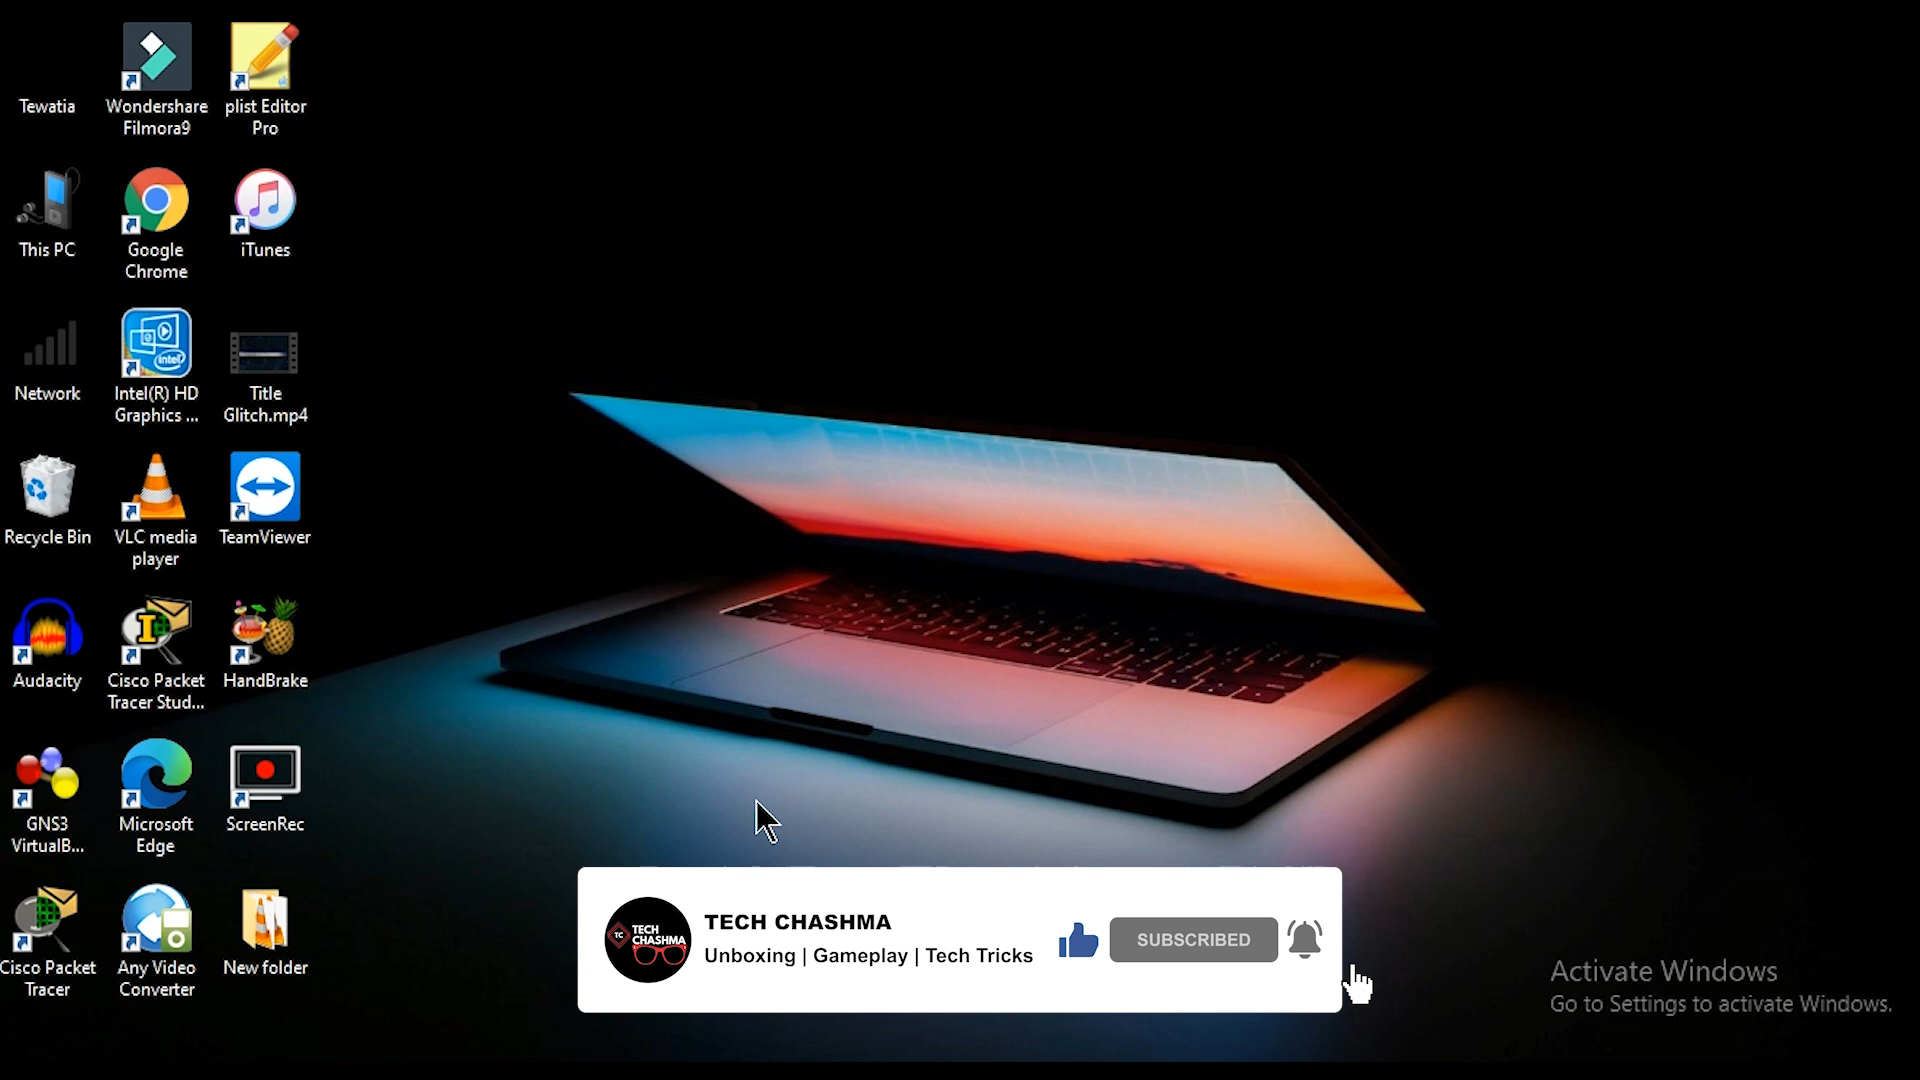 Tewatia
Wondershare
Filmora9
plist Editor
Pro
This PC
Google
Chrome
iTunes
Network
Intel(R) HD
Graphics ...
intel
Title
Glitch.mp4
Recycle Bin
VLC media
player
TeamViewer
Audacity
Cisco Packet
Tracer Stud...
HandBrake
GNS3
VirtualB...
Microsoft
Edge
ScreenRec
Cisco Packet
Tracer
Any Video
Converter
New folder
TC
TECH
CHASHMA
TECH CHASHMA
Unboxing | Gameplay | Tech Tricks
SUBSCRIBED
Activate Windows
Go to Settings to activate Windows.